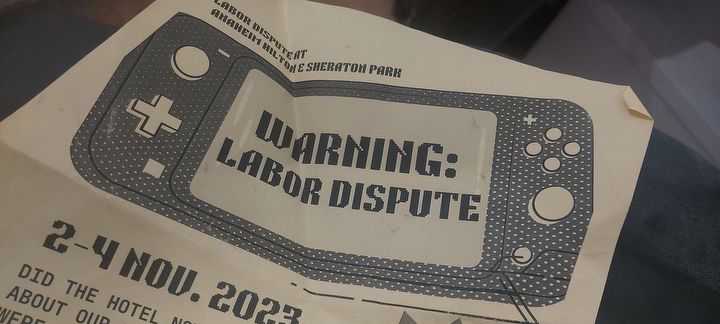 LABOR DISPUTE AT
ANAHEIM HILTON & SHERATON PARK
WARNING:
LABOR DISPUTE
2-4 NOV. 2023
DID THE HOTEL
ABOUT OUR
WERE